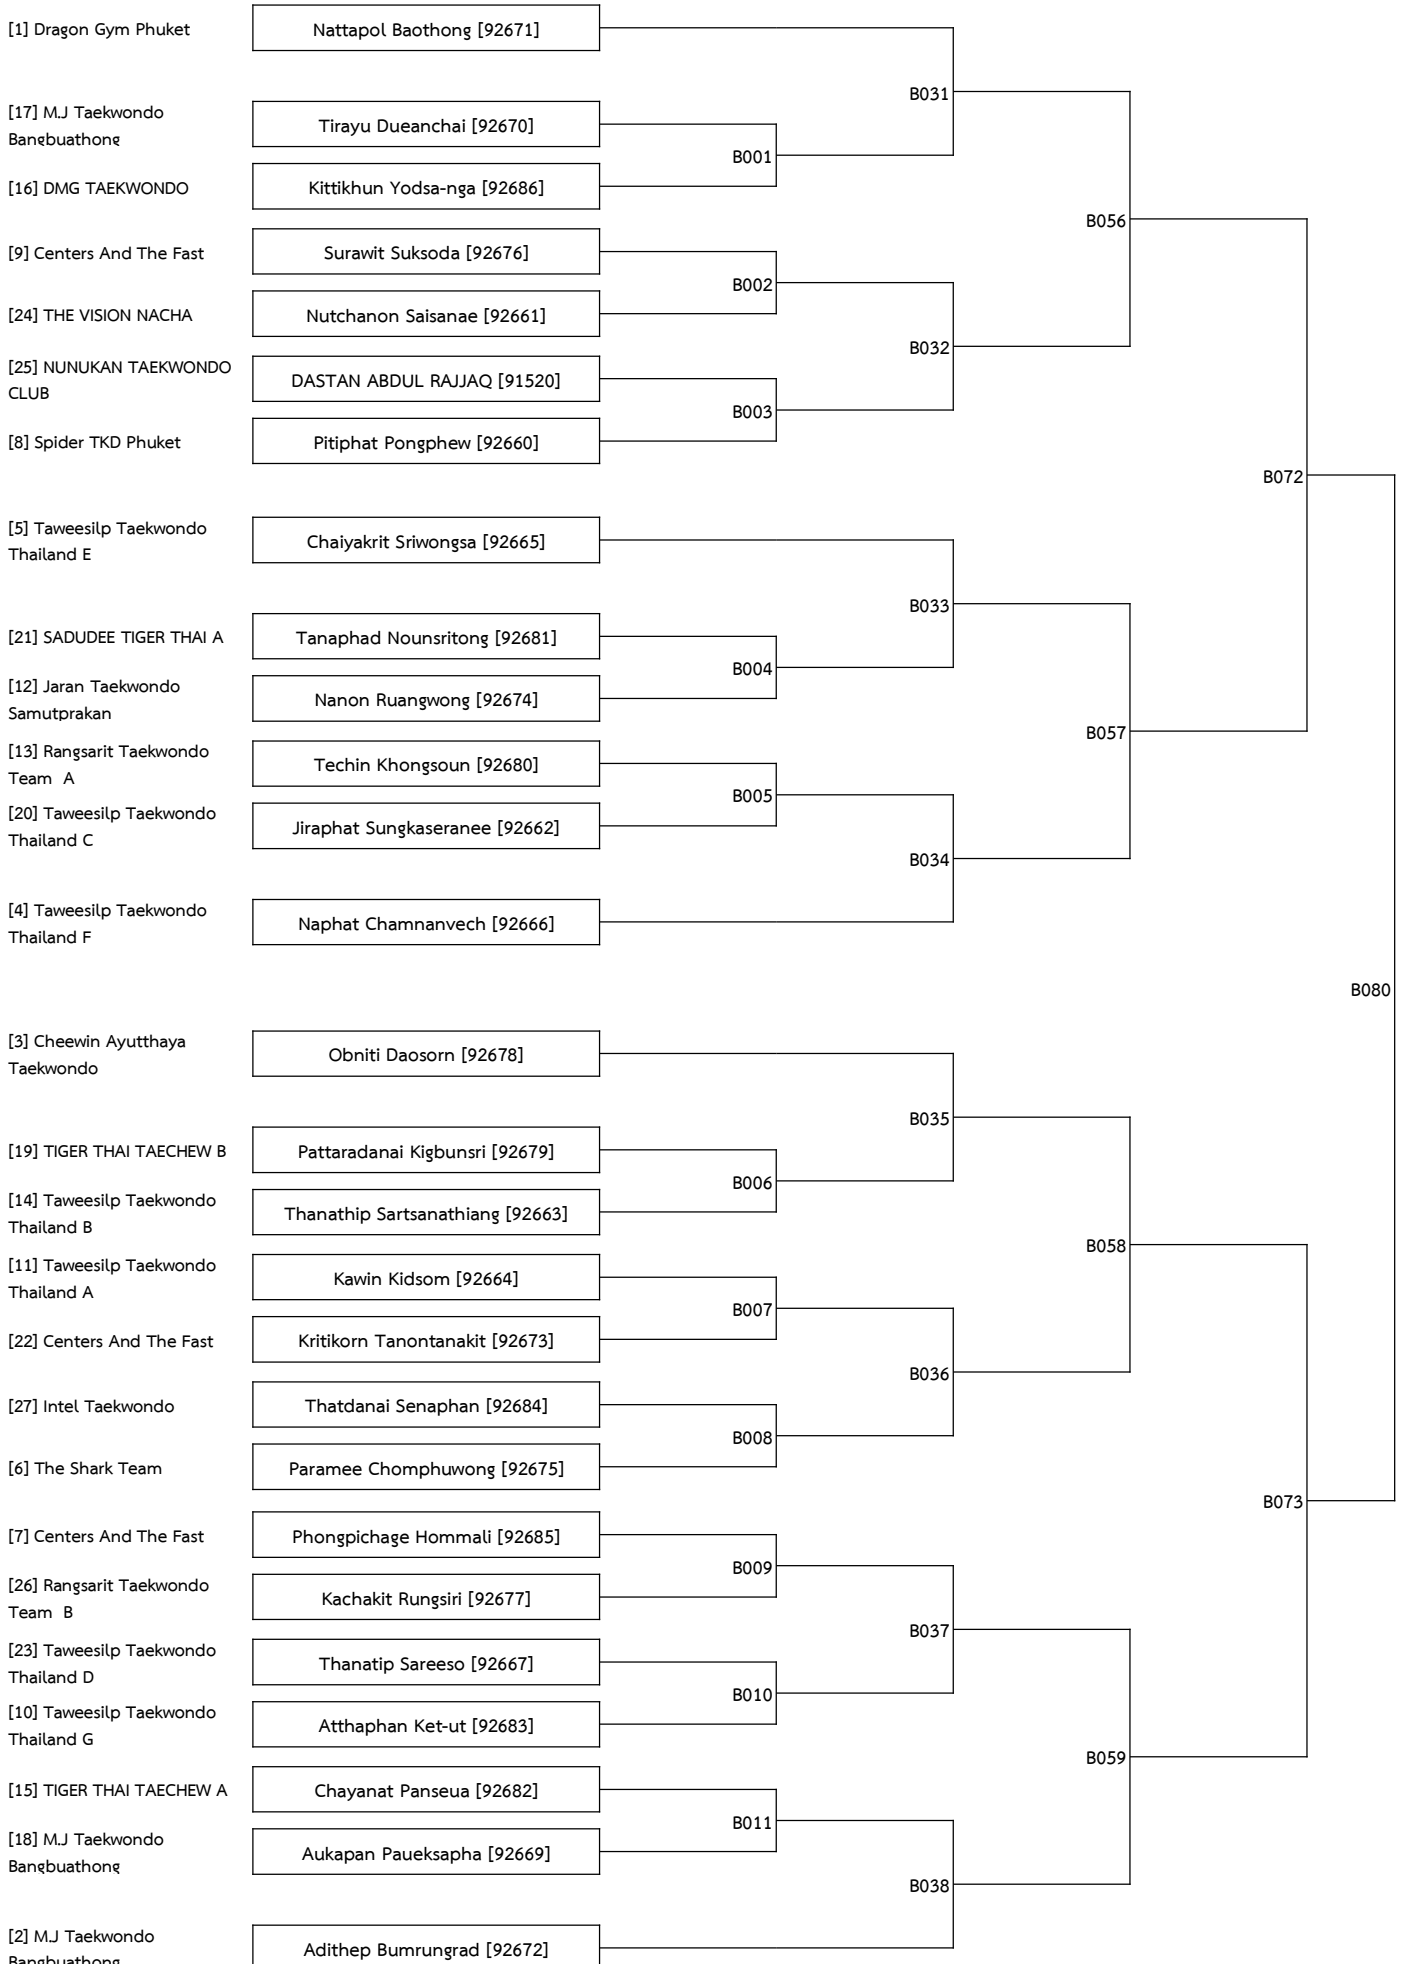 [1] Dragon Gym Phuket
Nattapol Baothong [92671]
B031
[17] M.J Taekwondo
Bangbuathong
Tirayu Dueanchai [92670]
B001
[16] DMG TAEKWONDO
Kittikhun Yodsa-nga [92686]
B056
[9] Centers And The Fast
Surawit Suksoda [92676]
B002
[24] THE VISION NACHA
Nutchanon Saisanae [92661]
B032
[25] NUNUKAN TAEKWONDO
CLUB
DASTAN ABDUL RAJJAQ [91520]
B003
[8] Spider TKD Phuket
Pitiphat Pongphew [92660]
B072
[5] Taweesilp Taekwondo
Thailand E
Chaiyakrit Sriwongsa [92665]
B033
[21] SADUDEE TIGER THAI A
Tanaphad Nounsritong [92681]
B004
[12] Jaran Taekwondo
Samutprakan
Nanon Ruangwong [92674]
B057
[13] Rangsarit Taekwondo
Team  A
Techin Khongsoun [92680]
B005
[20] Taweesilp Taekwondo
Thailand C
Jiraphat Sungkaseranee [92662]
B034
[4] Taweesilp Taekwondo
Thailand F
Naphat Chamnanvech [92666]
B080
[3] Cheewin Ayutthaya
Taekwondo
Obniti Daosorn [92678]
B035
[19] TIGER THAI TAECHEW B
Pattaradanai Kigbunsri [92679]
B006
[14] Taweesilp Taekwondo
Thailand B
Thanathip Sartsanathiang [92663]
B058
[11] Taweesilp Taekwondo
Thailand A
Kawin Kidsom [92664]
B007
[22] Centers And The Fast
Kritikorn Tanontanakit [92673]
B036
[27] Intel Taekwondo
Thatdanai Senaphan [92684]
B008
[6] The Shark Team
Paramee Chomphuwong [92675]
B073
[7] Centers And The Fast
Phongpichage Hommali [92685]
B009
[26] Rangsarit Taekwondo
Team  B
Kachakit Rungsiri [92677]
B037
[23] Taweesilp Taekwondo
Thailand D
Thanatip Sareeso [92667]
B010
[10] Taweesilp Taekwondo
Thailand G
Atthaphan Ket-ut [92683]
B059
[15] TIGER THAI TAECHEW A
Chayanat Panseua [92682]
B011
[18] M.J Taekwondo
Bangbuathong
Aukapan Paueksapha [92669]
B038
[2] M.J Taekwondo
Bangbuathong
Adithep Bumrungrad [92672]